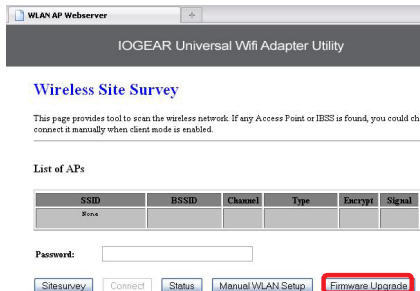 WLAN AP Webserver
IOGEAR Universal Wifi Adapter Utility
Wireless Site Survey
This page provides tool to scan the wireless network. If any Access Point or IBSS is found, you could ch
connect it manually when client mode is enabled.
List of APs
SSID BSSID Channel Type Encrypt Signal
None
Password:
Sitesurvey Connect Status Manual WLAN Setup Firmware Upgrade